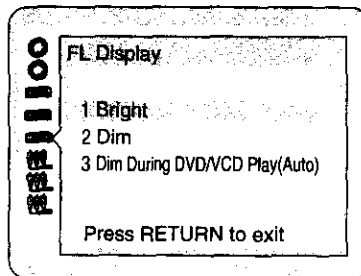 FL Display
1 Bright
2 Dim
3 Dim During DVD/VCD Play(Auto)
Press RETURN to exit